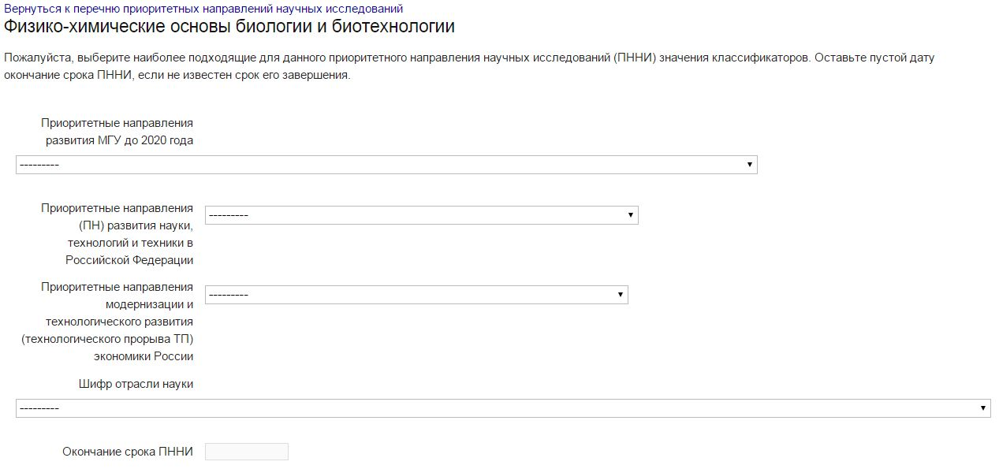 Вернуться к перечню приоритетных направлений научных исследований
Физико-химические основы биологии и биотехнологии
Пожалуйста, выберите наиболее подходящие для данного приоритетного направления научных исследований (ПННИ) значения классификаторов. Оставьте пустой дату
окончание срока ПННИ, если не известен срок его завершения.
Приоритетные направления
развития МГУ до 2020 года
---------
Приоритетные направления
(ПН) развития науки,
технологий и техники в
Российской Федерации
---------
Приоритетные направления
модернизации и
технологического развития
(технологического прорыва ТП)
экономики России
---------
Шифр отрасли науки
---------
Окончание срока ПННИ